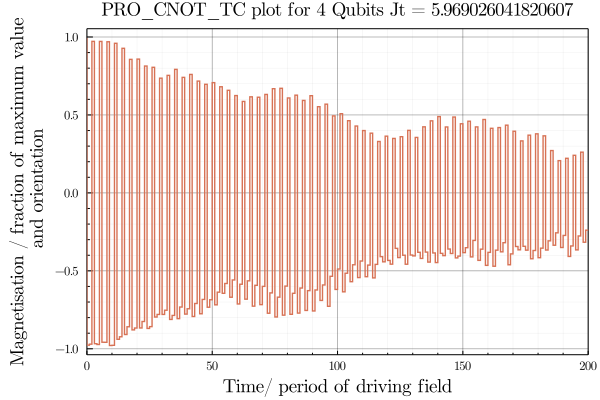 PRO_CNOT_TC plot for 4 Qubits Jt = 5.969026041820607
Magnetisation / fraction of maximum value
and orientation
1.0
0.5
0.0
−0.5
−1.0
0 50 100 150 200
Time/ period of driving field